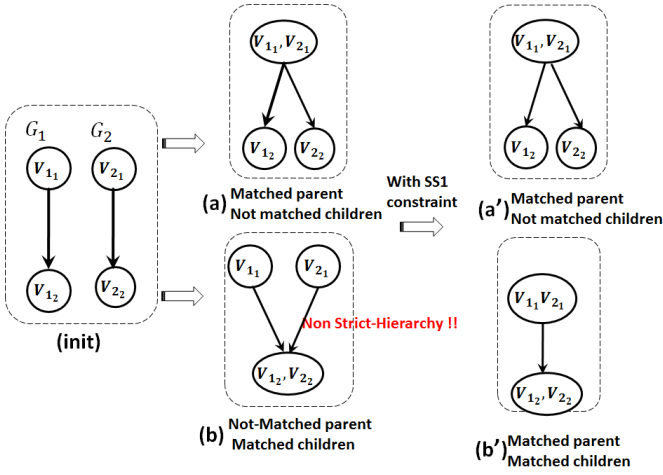 G₁ G₂
V₁₁
V₂₁
V₁₂
V₂₂
(init)
V₁₁, V₂₁
V₁₂
V₂₂
(a) Matched parent
Not matched children
V₁₁
V₂₁
Non Strict-Hierarchy !!
V₁₂, V₂₂
(b) Not-Matched parent
Matched children
With SS1
constraint
V₁₁, V₂₁
V₁₂
V₂₂
(a') Matched parent
Not matched children
V₁₁V₂₁
V₁₂, V₂₂
(b') Matched parent
Matched children